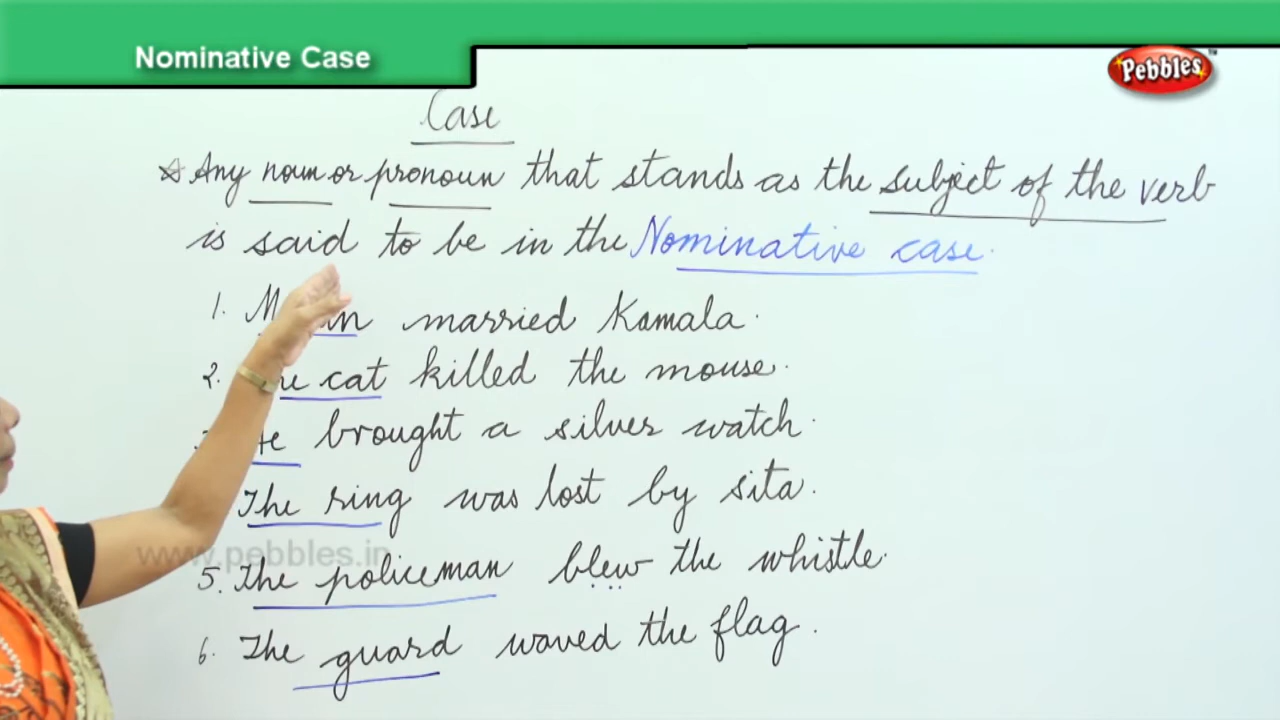 Nominative Case
Pebbles
Case
Any noun or pronoun that stands as the subject of the verb
is said to be in the Nominative case.
1. married Kamala.
2. cat killed the mouse.
brought a silver watch.
The ring was lost by sita.
www.pebbles.in
5. The policeman blew the whistle.
6. The guard waved the flag.